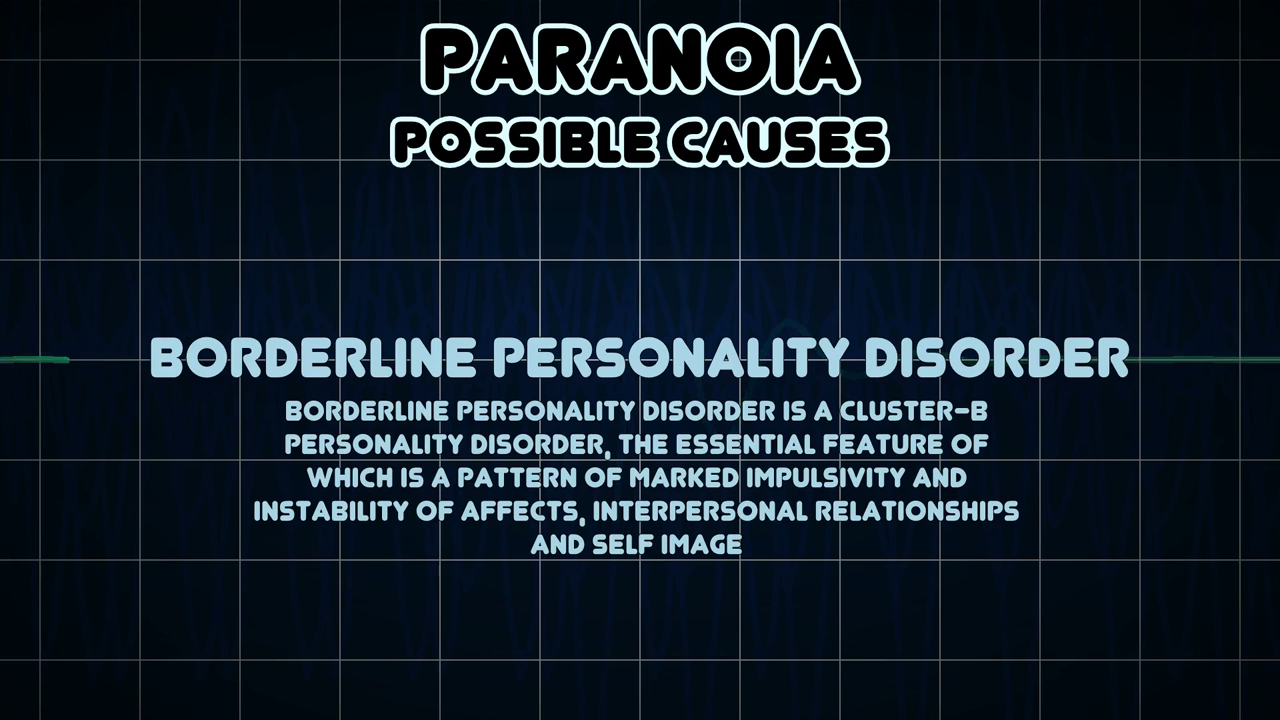 PARANOIA
POSSIBLE CAUSES
BORDERLINE PERSONALITY DISORDER
BORDERLINE PERSONALITY DISORDER IS A CLUSTER-B
PERSONALITY DISORDER, THE ESSENTIAL FEATURE OF
WHICH IS A PATTERN OF MARKED IMPULSIVITY AND
INSTABILITY OF AFFECTS, INTERPERSONAL RELATIONSHIPS
AND SELF IMAGE